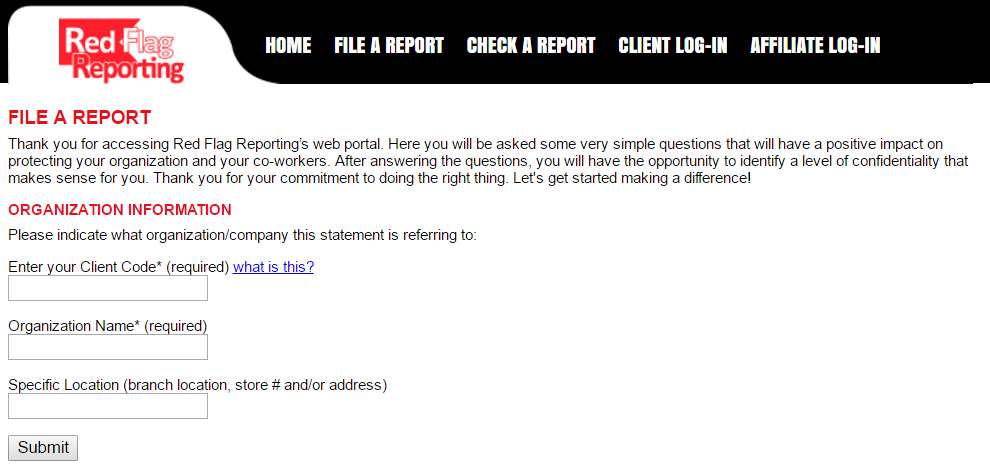 Red Flag
Reporting
HOME FILE A REPORT CHECK A REPORT CLIENT LOG-IN AFFILIATE LOG-IN
FILE A REPORT
Thank you for accessing Red Flag Reporting's web portal. Here you will be asked some very simple questions that will have a positive impact on
protecting your organization and your co-workers. After answering the questions, you will have the opportunity to identify a level of confidentiality that
makes sense for you. Thank you for your commitment to doing the right thing. Let's get started making a difference!
ORGANIZATION INFORMATION
Please indicate what organization/company this statement is referring to:
Enter your Client Code* (required) what is this?
Organization Name* (required)
Specific Location (branch location, store # and/or address)
Submit